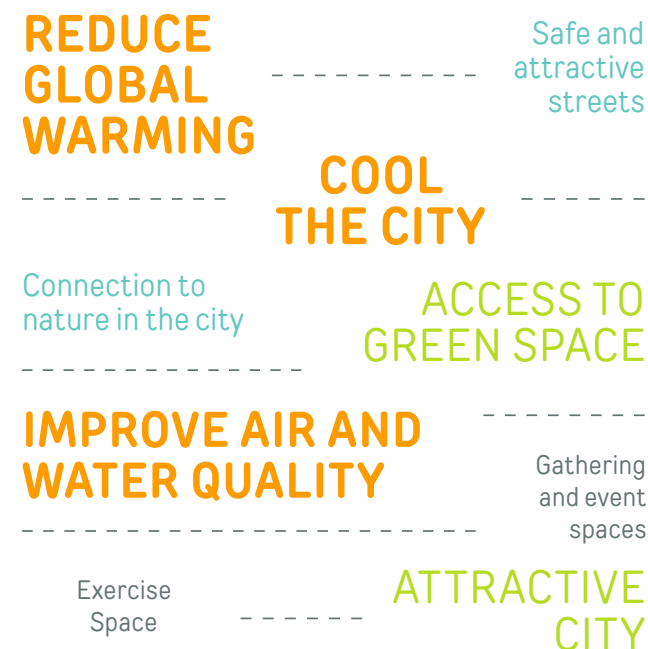 REDUCE
GLOBAL
WARMING
Safe and
attractive
streets
COOL
THE CITY
Connection to
nature in the city
ACCESS TO
GREEN SPACE
IMPROVE AIR AND
WATER QUALITY
Gathering
and event
spaces
Exercise
Space
ATTRACTIVE
CITY